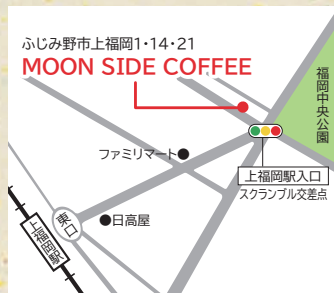 ふじみ野市上福岡1・14・21
MOON SIDE COFFEE
福岡中央公園
ファミリマート
上福岡駅入口
スクランブル交差点
東口
日高屋
上福岡駅